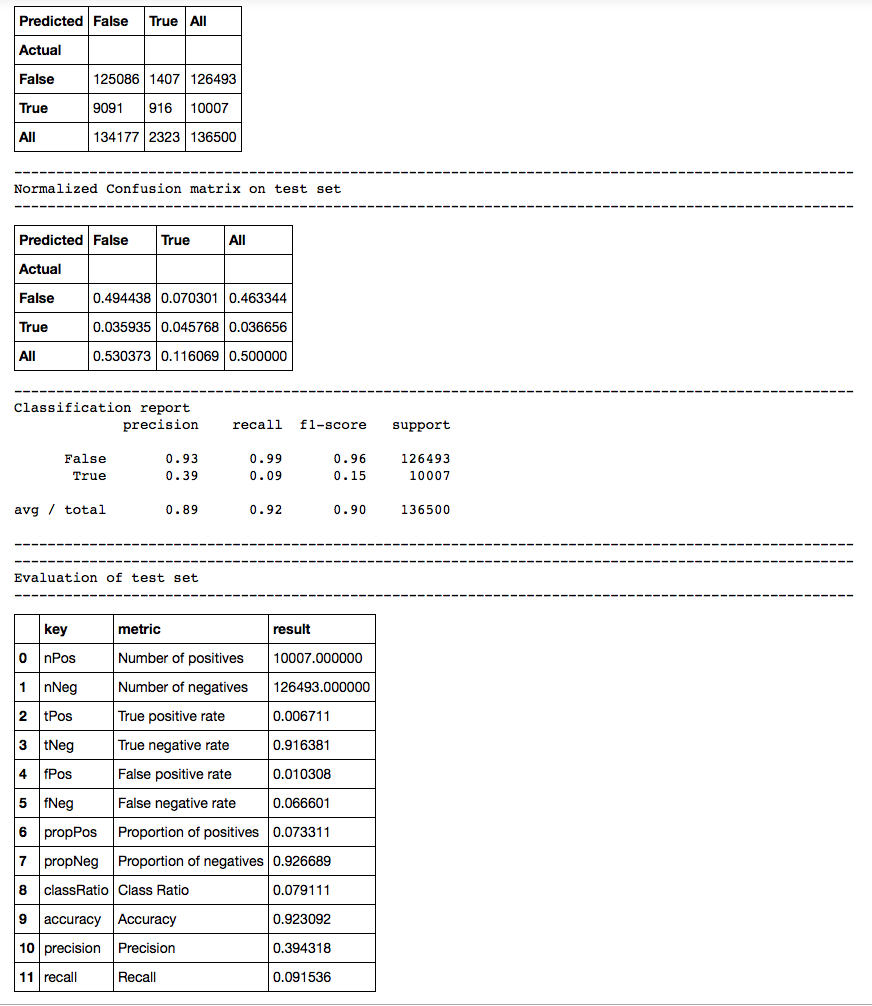 Predicted False True All
Actual
False 125086 1407 126493
True 9091 916 10007
All 134177 2323 136500
Normalized Confusion matrix on test set
Predicted False True All
Actual
False 0.494438 0.070301 0.463344
True 0.035935 0.045768 0.036656
All 0.530373 0.116069 0.500000
Classification report
precision recall f1-score support
False 0.93 0.99 0.96 126493
True 0.39 0.09 0.15 10007
avg / total 0.89 0.92 0.90 136500
Evaluation of test set
key metric result
0 nPos Number of positives 10007.000000
1 nNeg Number of negatives 126493.000000
2 tPos True positive rate 0.006711
3 tNeg True negative rate 0.916381
4 fPos False positive rate 0.010308
5 fNeg False negative rate 0.066601
6 propPos Proportion of positives 0.073311
7 propNeg Proportion of negatives 0.926689
8 classRatio Class Ratio 0.079111
9 accuracy Accuracy 0.923092
10 precision Precision 0.394318
11 recall Recall 0.091536